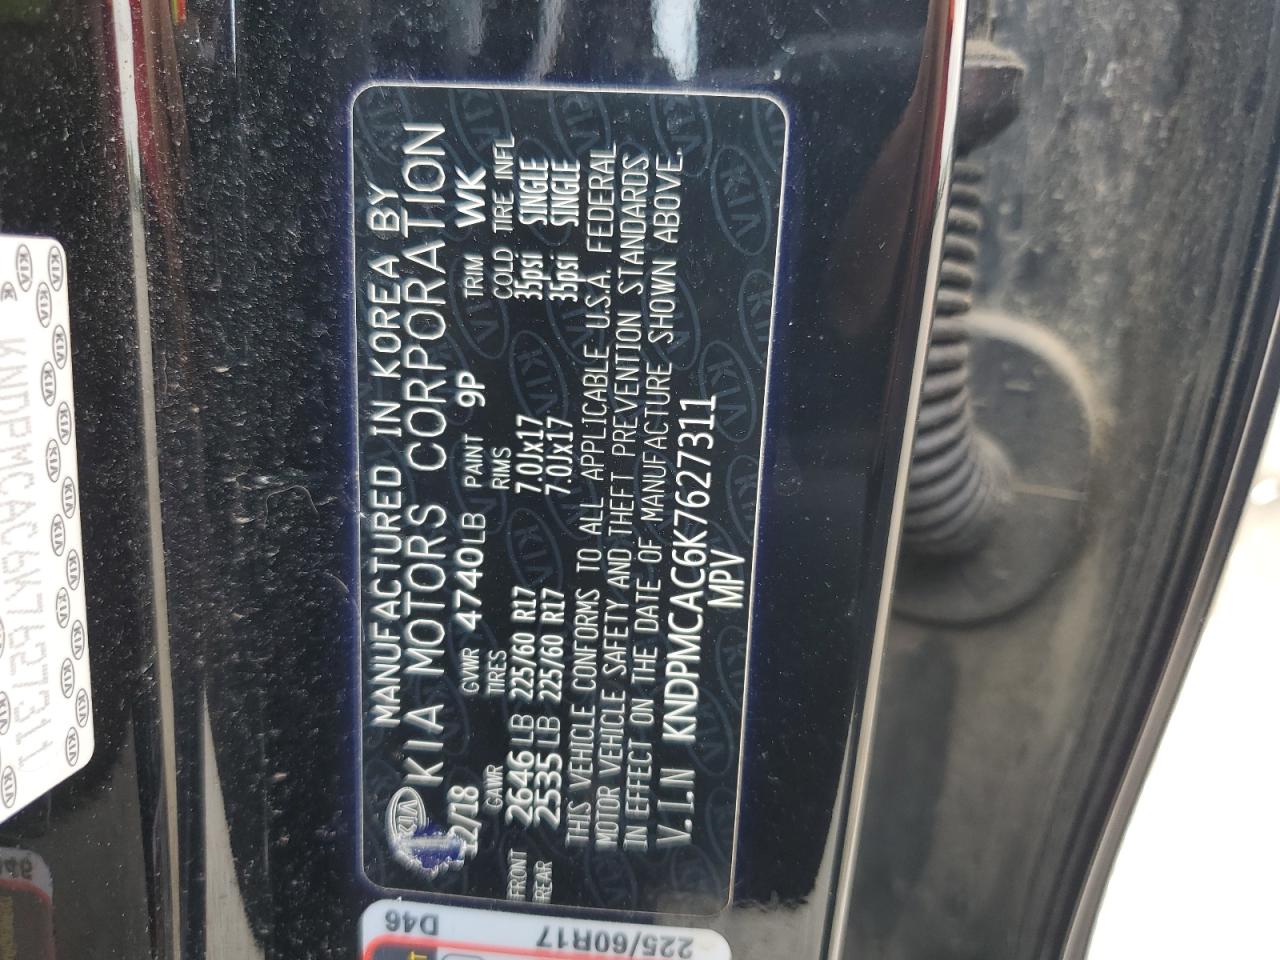 MANUFACTURED IN KOREA BY
KIA KIA MOTORS CORPORATION
12/18 GVWR 4740LB PAINT 9P TRIM WK
GAWR TIRES RIMS COLD TIRE INFL
FRONT 2646LB 225/60 R17 7.0Jx17 35psi SINGLE
REAR 2535LB 225/60 R17 7.0Jx17 35psi SINGLE
THIS VEHICLE CONFORMS TO ALL APPLICABLE U.S.A. FEDERAL
MOTOR VEHICLE SAFETY AND THEFT PREVENTION STANDARDS
IN EFFECT ON THE DATE OF MANUFACTURE SHOWN ABOVE.
V.I.N KNDPMCAC6K7627311
MPV
KNDPMCAC6K7627311
D46
225/60R17